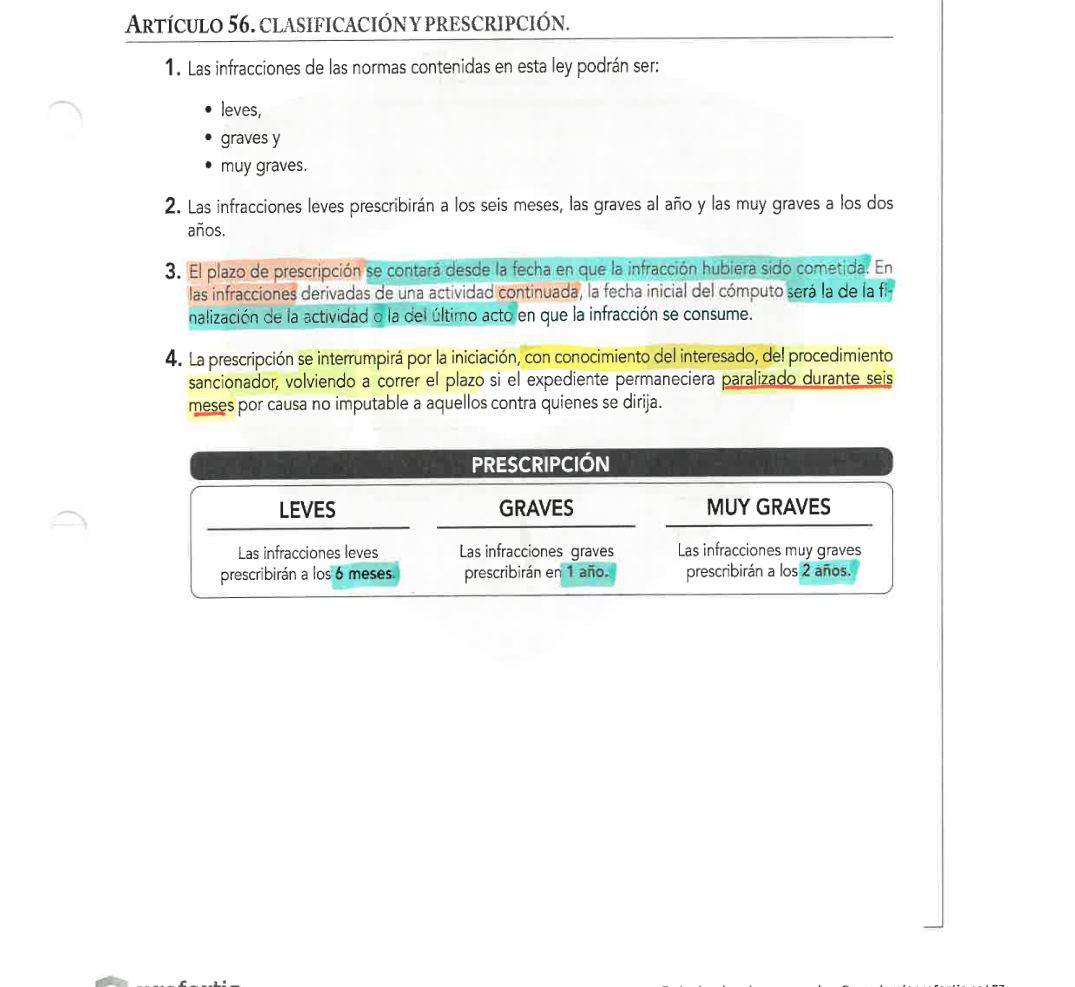 ARTÍCULO 56. CLASIFICACIÓN Y PRESCRIPCIÓN.
1. Las infracciones de las normas contenidas en esta ley podrán ser:
• leves,
• graves y
• muy graves.
2. Las infracciones leves prescribirán a los seis meses, las graves al año y las muy graves a los dos
años.
3. El plazo de prescripción se contará desde la fecha en que la infracción hubiera sido cometida. En
las infracciones derivadas de una actividad continuada, la fecha inicial del cómputo será la de la fi-
nalización de la actividad o la del último acto en que la infracción se consume.
4. La prescripción se interrumpirá por la iniciación, con conocimiento del interesado, del procedimiento
sancionador, volviendo a correr el plazo si el expediente permaneciera paralizado durante seis
meses por causa no imputable a aquellos contra quienes se dirija.
PRESCRIPCIÓN
LEVES GRAVES MUY GRAVES
Las infracciones leves Las infracciones graves Las infracciones muy graves
prescribirán a los 6 meses. prescribirán en 1 año. prescribirán a los 2 años.